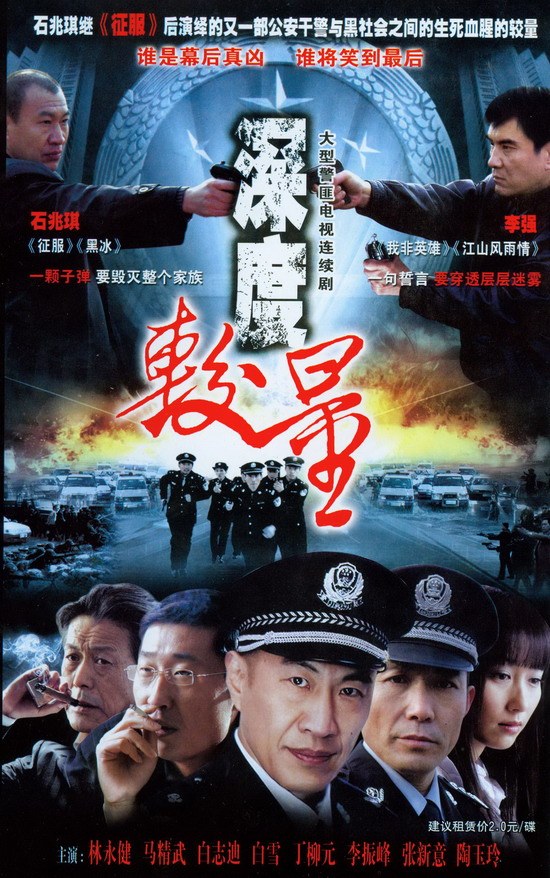 石兆琪继《征服》后演绎的又一部公安干警与黑社会之间的生死血腥的较量
谁是幕后真凶 谁将笑到最后
深度
较量
大型警匪电视连续剧
石兆琪
《征服》《黑冰》
一颗子弹 要毁灭整个家族
李强
《我非英雄》《江山风雨情》
一句誓言 要穿透层层迷雾
建议租赁价2.0元/碟
主演：林永健 马精武 白志迪 白雪 丁柳元 李振峰 张新意 陶玉玲